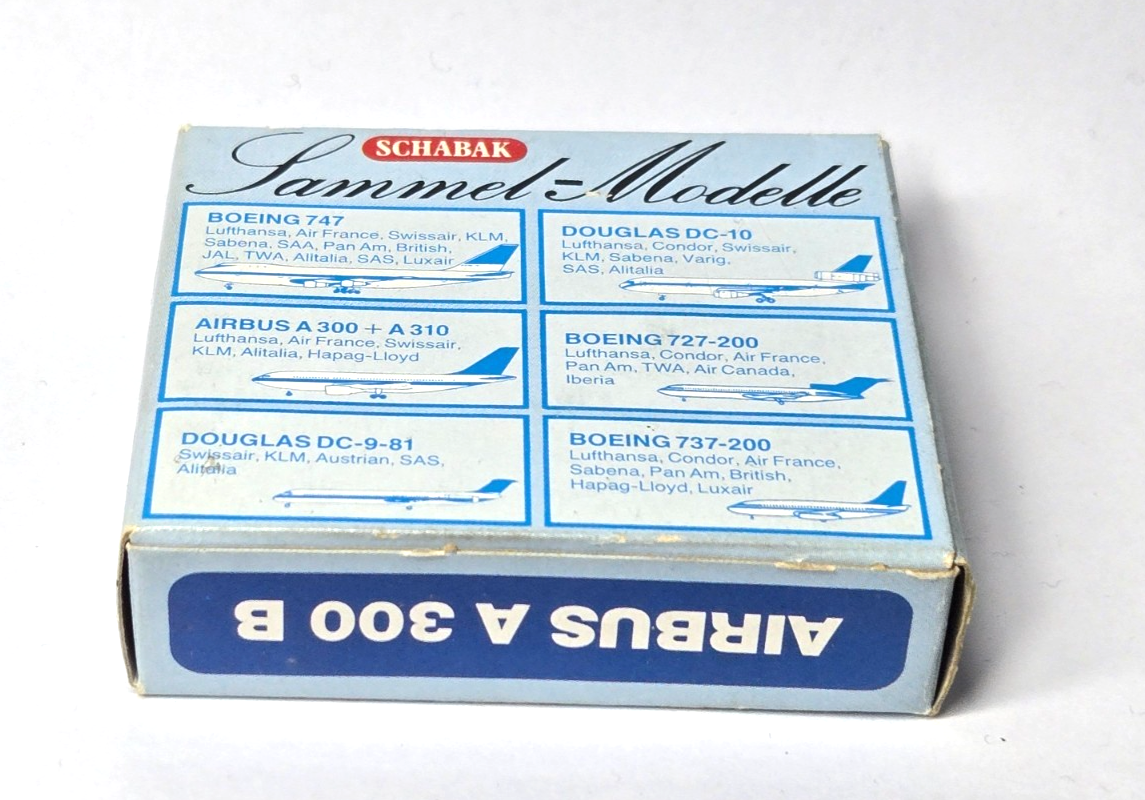 SCHABAK
Sammel-Modelle
BOEING 747
Lufthansa, Air France, Swissair, KLM,
Sabena, SAA, Pan Am, British,
JAL, TWA, Alitalia, SAS, Luxair
DOUGLAS DC-10
Lufthansa, Condor, Swissair,
KLM, Sabena, Varig,
SAS, Alitalia
AIRBUS A 300 + A 310
Lufthansa, Air France, Swissair,
KLM, Alitalia, Hapag-Lloyd
BOEING 727-200
Lufthansa, Condor, Air France,
Pan Am, TWA, Air Canada,
Iberia
DOUGLAS DC-9-81
Swissair, KLM, Austrian, SAS,
Alitalia
BOEING 737-200
Lufthansa, Condor, Air France,
Sabena, Pan Am, British,
Hapag-Lloyd, Luxair
AIRBUS A 300 B